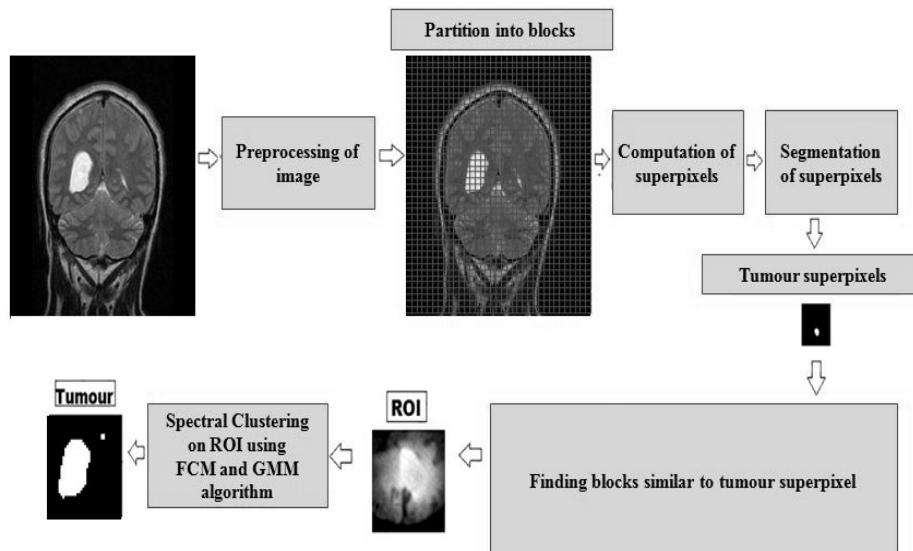 Partition into blocks
Preprocessing of
image
Computation of
superpixels
Segmentation
of superpixels
Tumour superpixels
Finding blocks similar to tumour superpixel
ROI
Spectral Clustering
on ROI using
FCM and GMM
algorithm
Tumour